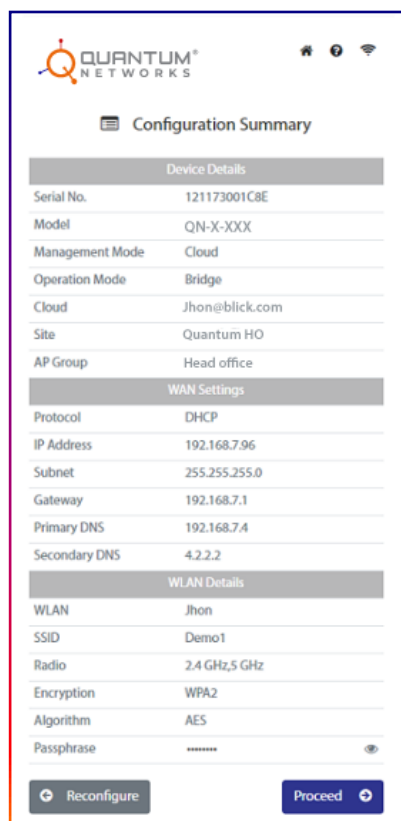 QUANTUM®
NETWORKS
Configuration Summary
Device Details
Serial No. 121173001C8E
Model QN-X-XXX
Management Mode Cloud
Operation Mode Bridge
Cloud Jhon@blick.com
Site Quantum HO
AP Group Head office
WAN Settings
Protocol DHCP
IP Address 192.168.7.96
Subnet 255.255.255.0
Gateway 192.168.7.1
Primary DNS 192.168.7.4
Secondary DNS 4.2.2.2
WLAN Details
WLAN Jhon
SSID Demo1
Radio 2.4 GHz,5 GHz
Encryption WPA2
Algorithm AES
Passphrase ••••••••
Reconfigure Proceed